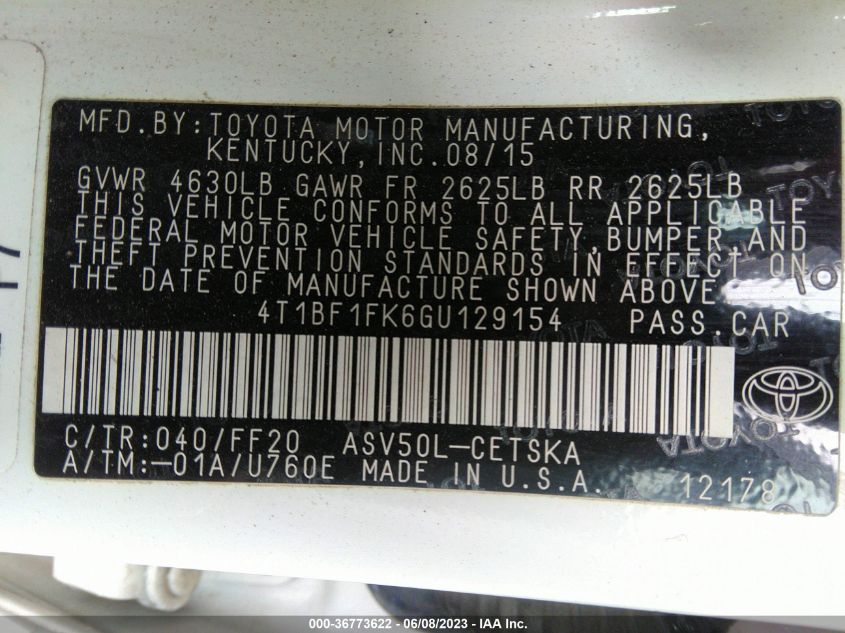 MFD.BY:TOYOTA MOTOR MANUFACTURING,
KENTUCKY,INC.08/15
GVWR 4630LB GAWR FR 2625LB RR 2625LB
THIS VEHICLE CONFORMS TO ALL APPLICABLE
FEDERAL MOTOR VEHICLE SAFETY,BUMPER AND
THEFT PREVENTION STANDARDS IN EFFECT ON
THE DATE OF MANUFACTURE SHOWN ABOVE.
4T1BF1FK6GU129154 PASS.CAR
C/TR:040/FF20 ASV50L-CETSKA
A/TM:-01A/U760E MADE IN U.S.A.
12178
000-36773622 - 06/08/2023 - IAA Inc.